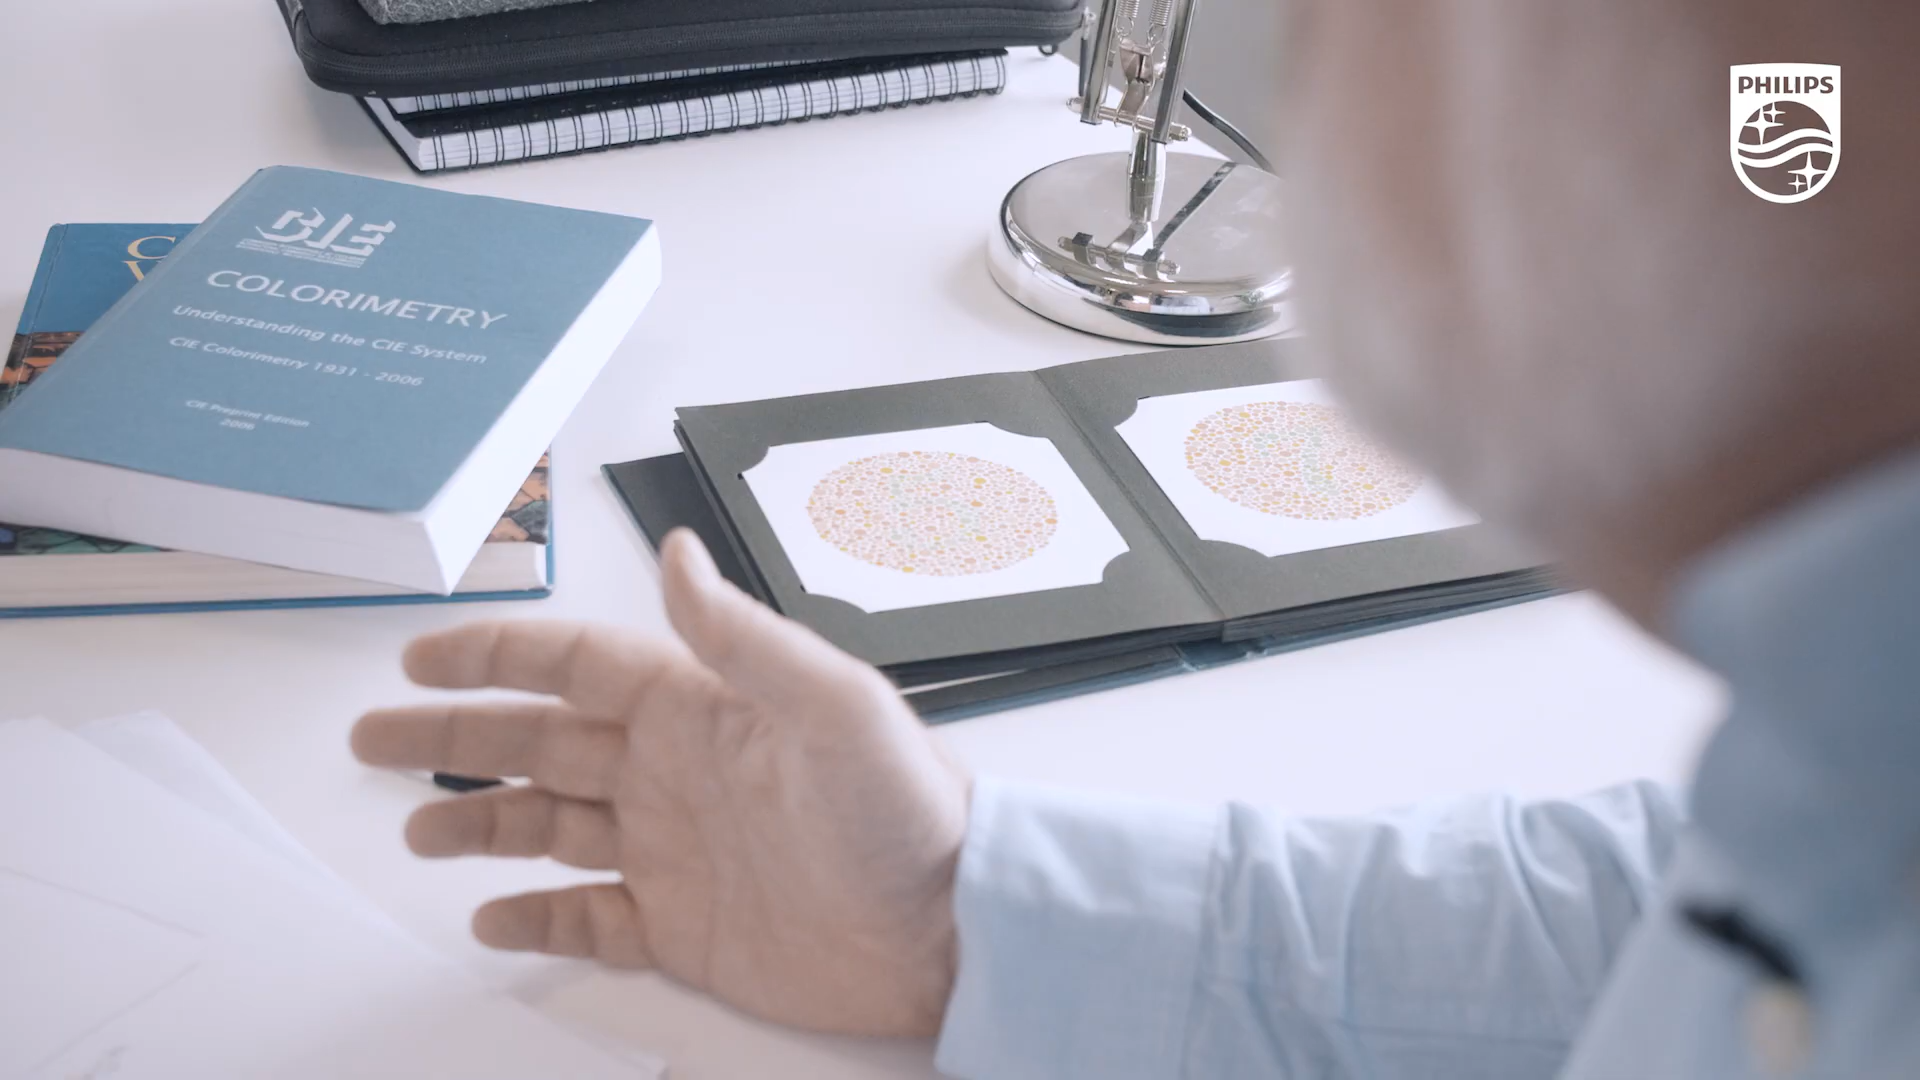 PHILIPS
CIE
COLORIMETRY
Understanding the CIE System
CIE Colorimetry 1931 - 2006
CIE Preprint Edition
2006
C
V